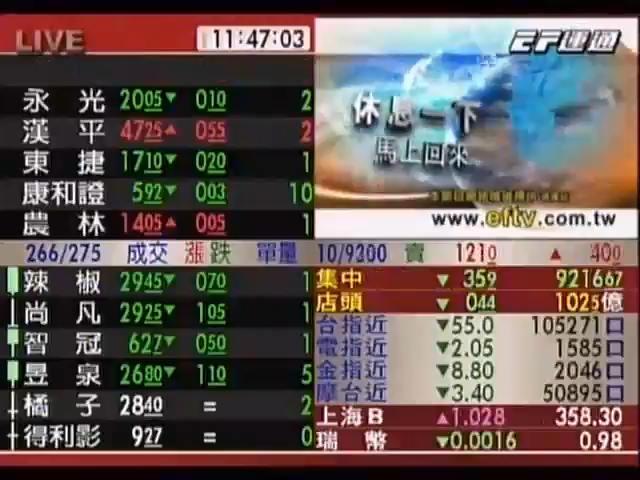 LIVE 11:47:03
永光 2005▼ 010 2
漢平 4725▲ 055 2
東捷 1710▼ 020 1
康和證 592▼ 003 10
農林 1405▲ 005 1
休息一下
馬上回來
www.eftv.com.tw
266/275 成交 漲跌 單量
辣椒 2945▼ 070 1
尚凡 2925▼ 105 1
智冠 627▼ 050 1
昱泉 2680▼ 110 5
橘子 2840 = 2
得利影 927 = 0
10/9200 賣 1210 ▲ 400
集中 ▼ 359 921667
店頭 ▼ 044 1025億
台指近 ▼55.0 105271口
電指近 ▼2.05 1585口
金指近 ▼8.80 2046口
摩台近 ▼3.40 50895口
上海B ▲1.028 358.30
瑞幣 ▼0.0016 0.98